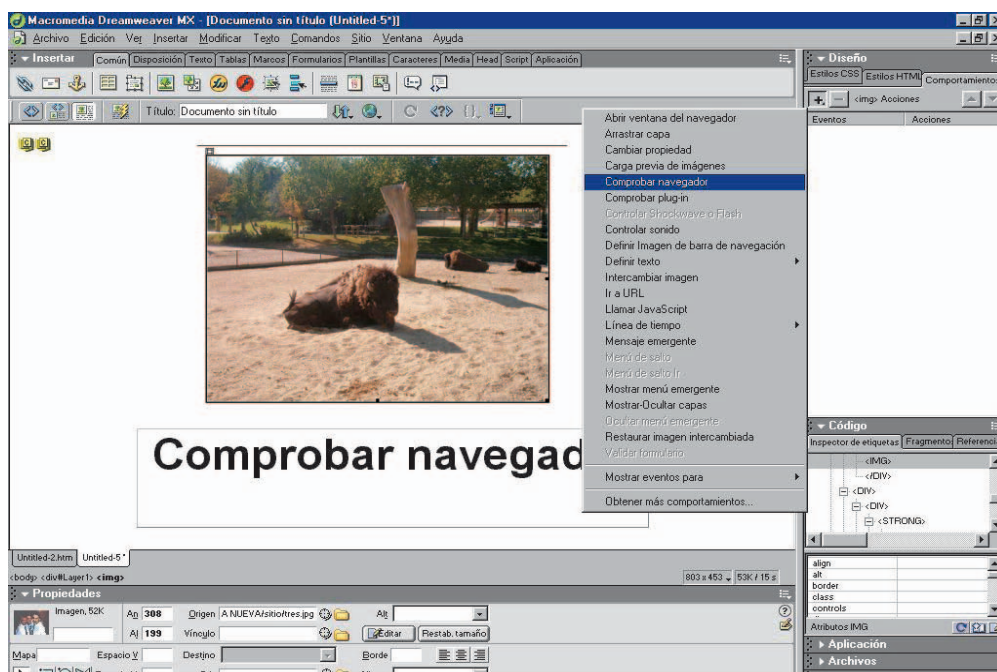 Macromedia Dreamweaver MX - [Documento sin título (Untitled-5*)]
Archivo Edición Ver Insertar Modificar Texto Comandos Sitio Ventana Ayuda
Insertar Común Disposición Texto Tablas Marcos Formularios Plantillas Caracteres Media Head Script Aplicación
Título: Documento sin título
Comprobar navegad
Abrir ventana del navegador
Arrastrar capa
Cambiar propiedad
Carga previa de imágenes
Comprobar navegador
Comprobar plug-in
Controlar Shockwave o Flash
Controlar sonido
Definir Imagen de barra de navegación
Definir texto
Intercambiar imagen
Ir a URL
Llamar JavaScript
Línea de tiempo
Mensaje emergente
Menú de salto
Menú de salto Ir
Mostrar menú emergente
Mostrar-Ocultar capas
Ocultar menú emergente
Restaurar imagen intercambiada
Validar formulario
Mostrar eventos para
Obtener más comportamientos...
Diseño
Estilos CSS Estilos HTML Comportamientos
<img> Acciones
Eventos Acciones
Código
Inspector de etiquetas Fragmento Referenci
<IMG>
</DIV>
<DIV>
<DIV>
<STRONG>
align
alt
border
class
controls
Atributos IMG
Aplicación
Archivos
Untitled-2.htm Untitled-5*
<body> <div#Layer1> <img> 803 x 453 53K / 15 s
Propiedades
Imagen, 52K An 308 Origen A NUEVA/sitio/tres.jpg Alt
Al 199 Vínculo Editar Restab. tamaño
Mapa Espacio V Destino Borde